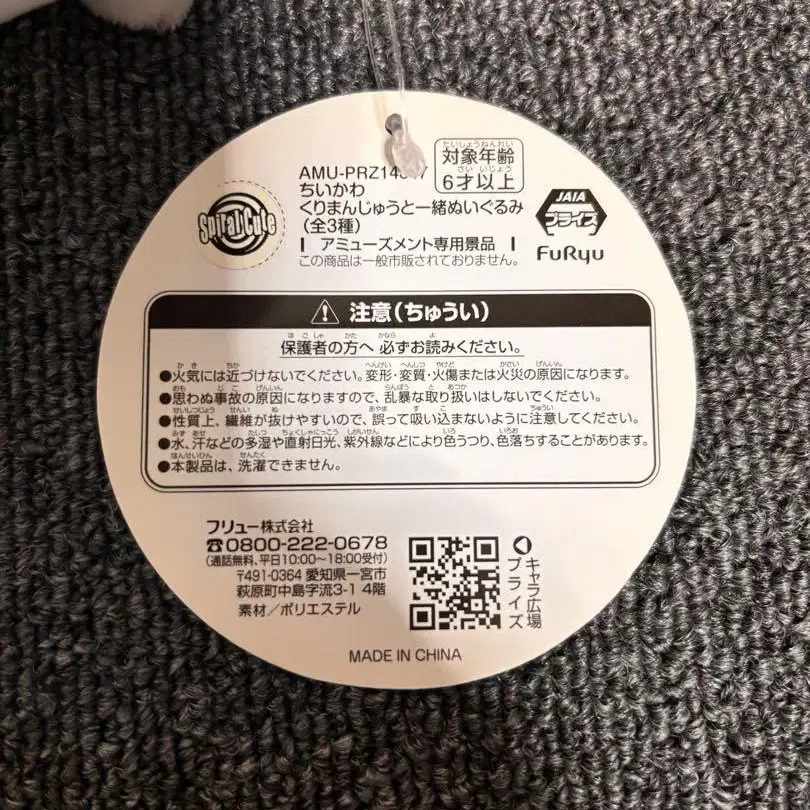 対象年齢
6才以上
ちいかわ
くりまんじゅうと一緒ぬいぐるみ
(全3種)
アミューズメント専用景品
この商品は一般市販されておりません。
Spiral Cute
JAIA
プライズ
FuRyu
注意(ちゅうい)
保護者の方へ 必ずお読みください。
●火気には近づけないでください。変形・変質・火傷または火災の原因になります。
●思わぬ事故の原因になりますので、乱暴な取り扱いはしないでください。
●性質上、繊維が抜けやすいので、誤って吸い込まないように注意してください。
●水、汗などの多湿や直射日光、紫外線などにより色うつり、色落ちすることがあります。
●本製品は、洗濯できません。
フリュー株式会社
☎0800-222-0678
(通話無料、平日10:00~18:00受付)
〒491-0364 愛知県一宮市
萩原町中島字流3-1 4階
素材/ポリエステル
キャラ広場
プライズ
MADE IN CHINA